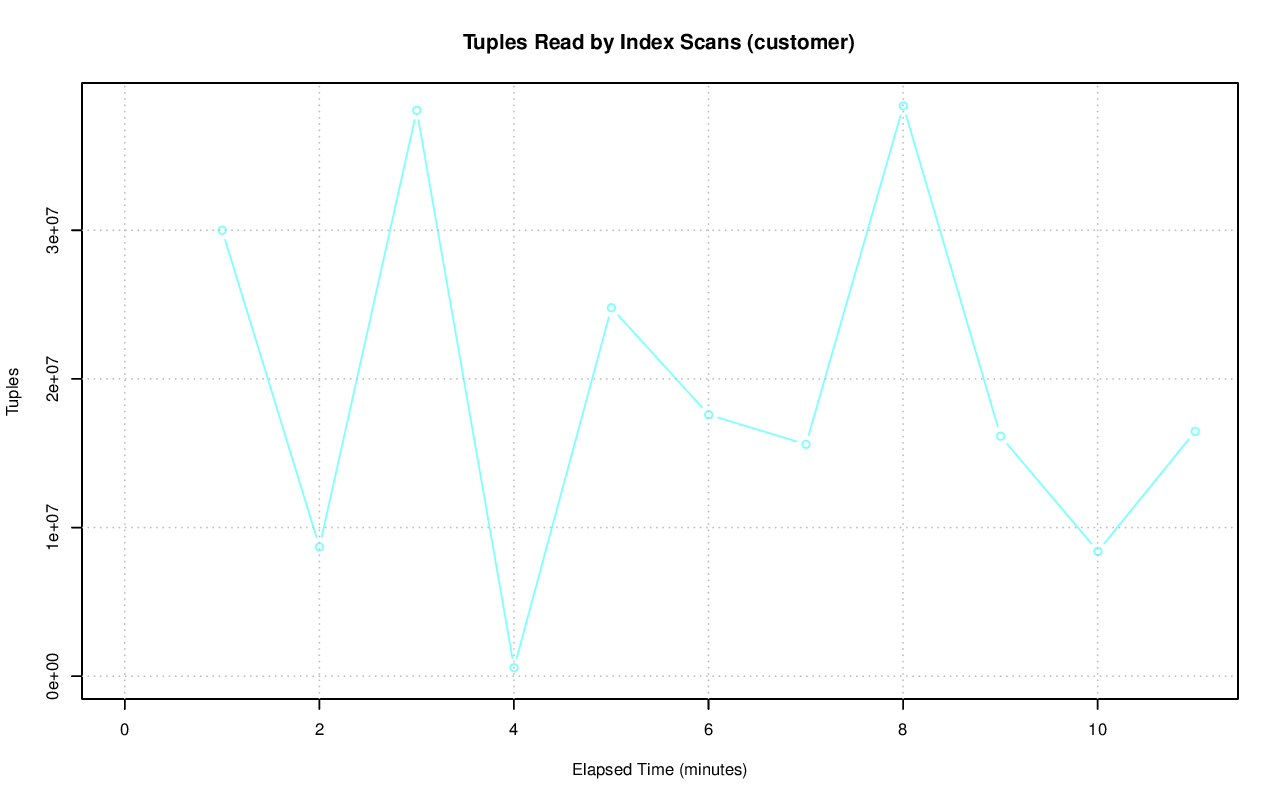 Tuples Read by Index Scans (customer)
Tuples
3e+07
2e+07
1e+07
0e+00
0 2 4 6 8 10
Elapsed Time (minutes)